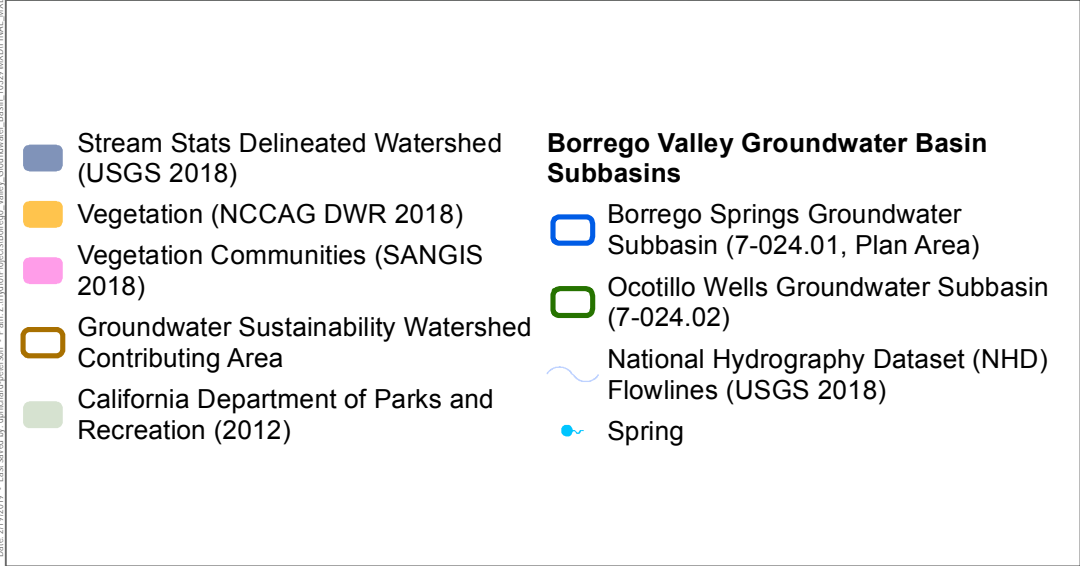 Stream Stats Delineated Watershed
(USGS 2018)
Vegetation (NCCAG DWR 2018)
Vegetation Communities (SANGIS
2018)
Groundwater Sustainability Watershed
Contributing Area
California Department of Parks and
Recreation (2012)
Borrego Valley Groundwater Basin
Subbasins
Borrego Springs Groundwater
Subbasin (7-024.01, Plan Area)
Ocotillo Wells Groundwater Subbasin
(7-024.02)
National Hydrography Dataset (NHD)
Flowlines (USGS 2018)
Spring